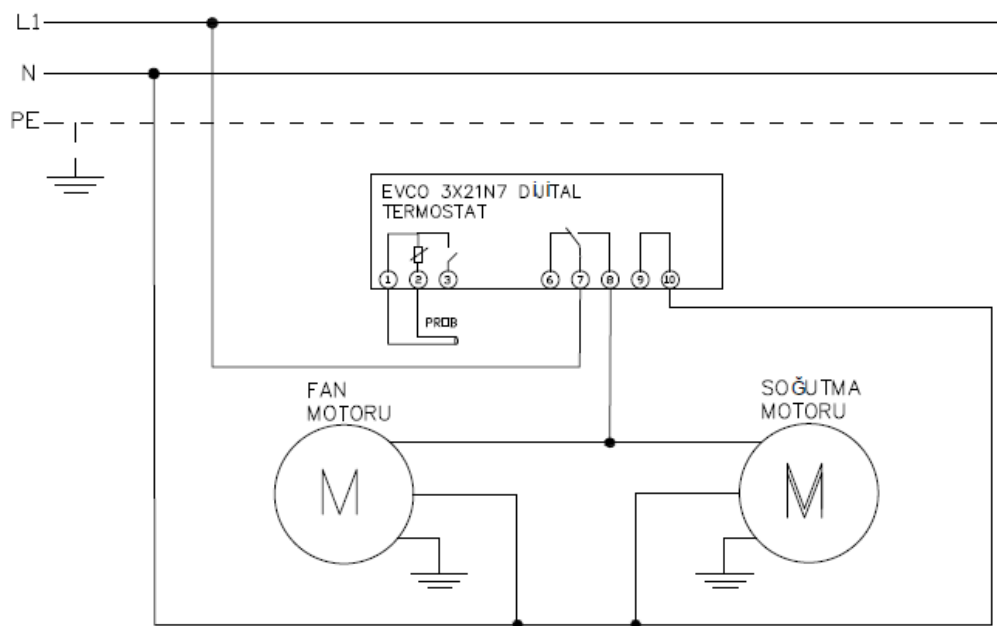 L1
N
PE
EVCO 3X21N7 DİJİTAL
TERMOSTAT
1 2 3 6 7 8 9 10
PROB
FAN
MOTORU
SOĞUTMA
MOTORU
M
M